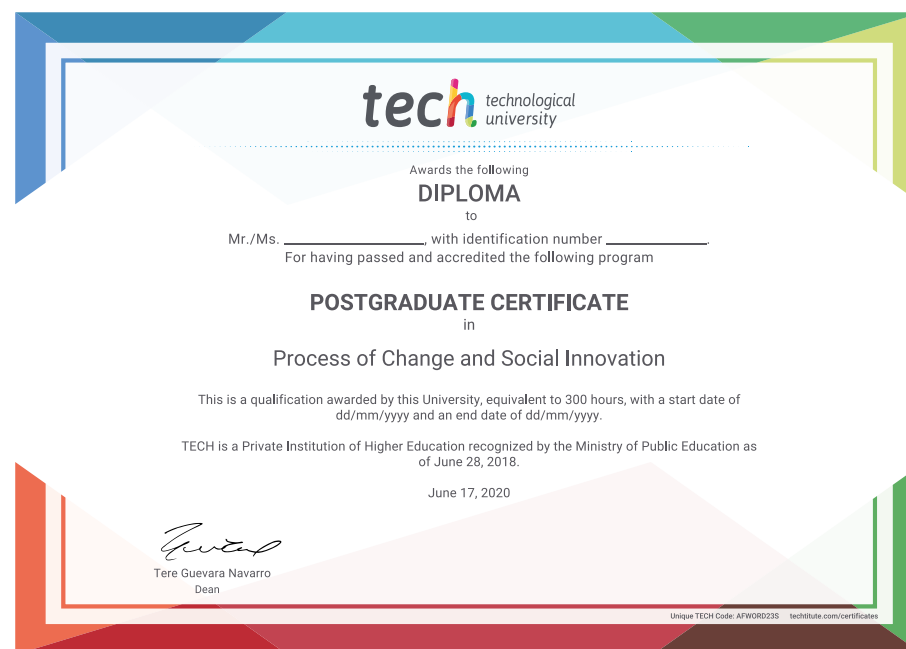 tech technological
university
Awards the following
DIPLOMA
to
Mr./Ms. ____________________, with identification number ______________.
For having passed and accredited the following program
POSTGRADUATE CERTIFICATE
in
Process of Change and Social Innovation
This is a qualification awarded by this University, equivalent to 300 hours, with a start date of
dd/mm/yyyy and an end date of dd/mm/yyyy.
TECH is a Private Institution of Higher Education recognized by the Ministry of Public Education as
of June 28, 2018.
June 17, 2020
Tere Guevara Navarro
Dean
Unique TECH Code: AFWORD23S techtitute.com/certificates